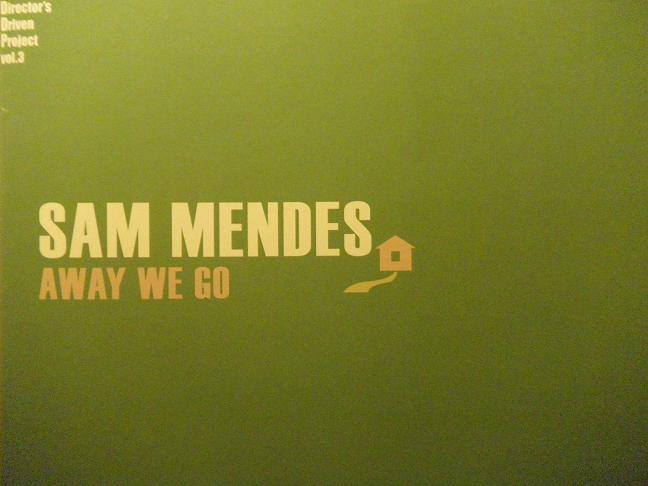 Director's
Driven
Project
vol.3
SAM MENDES
AWAY WE GO